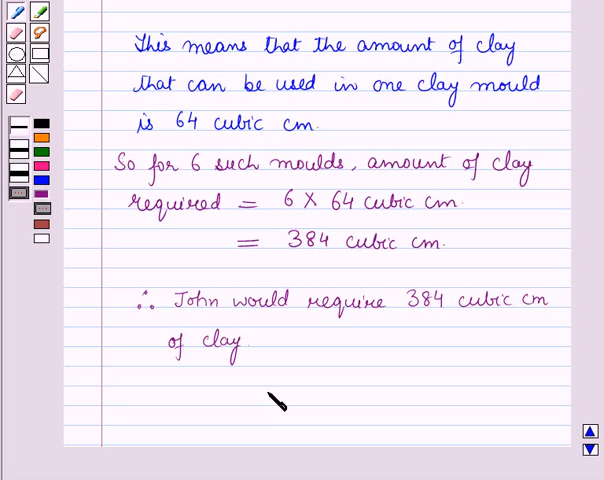 This means that the amount of clay
that can be used in one clay mould
is 64 cubic cm.
So for 6 such moulds, amount of clay
required = 6 × 64 cubic cm.
= 384 cubic cm.
∴ John would require 384 cubic cm
of clay